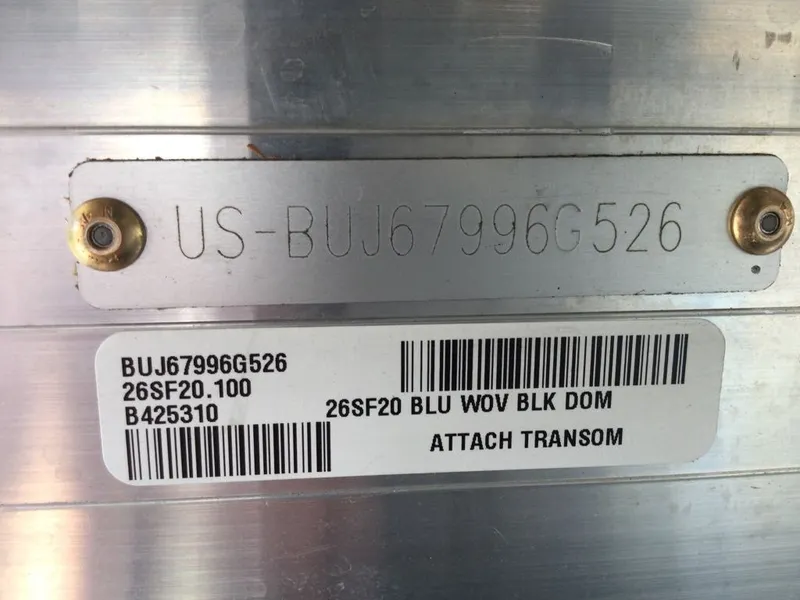 US-BUJ67996G526
BUJ67996G526
26SF20.100
B425310
26SF20 BLU WOV BLK DOM
ATTACH TRANSOM